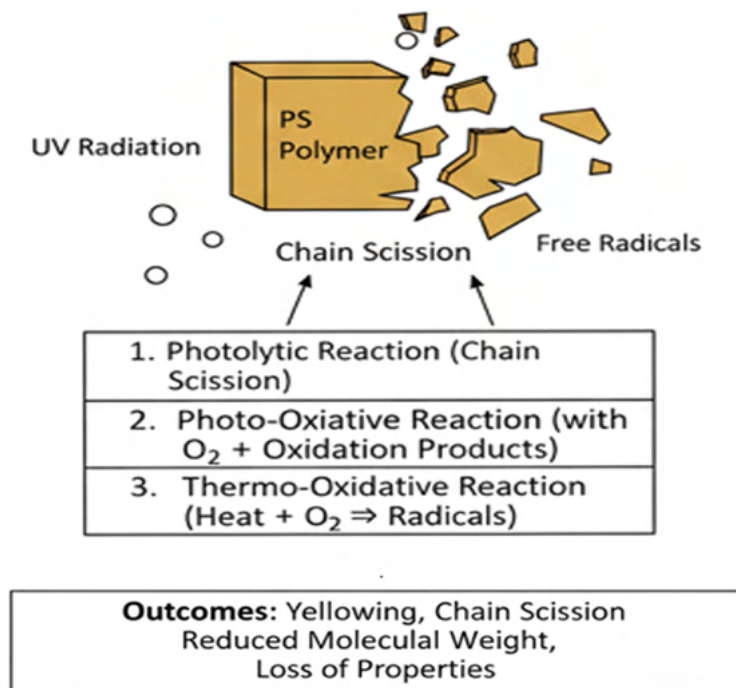 PS
Polymer
UV Radiation
Free Radicals
Chain Scission
1. Photolytic Reaction (Chain
Scission)
2. Photo-Oxiative Reaction (with
O₂ + Oxidation Products)
3. Thermo-Oxidative Reaction
(Heat + O₂ ⇒ Radicals)
Outcomes: Yellowing, Chain Scission
Reduced Moleculal Weight,
Loss of Properties